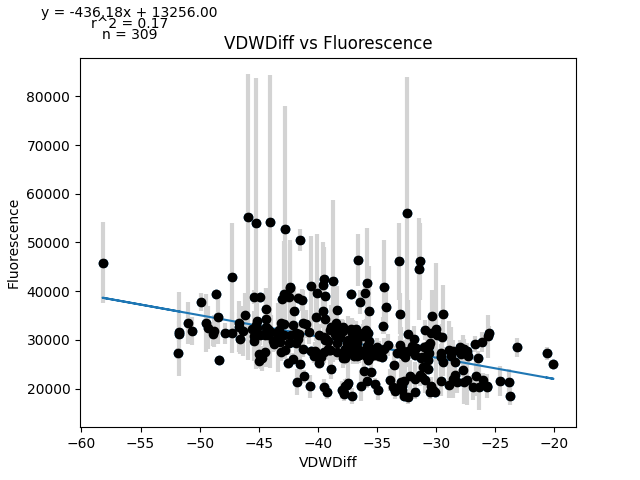 y = -436.18x + 13256.00
r^2 = 0.17
n = 309
VDWDiff vs Fluorescence
Fluorescence
80000
70000
60000
50000
40000
30000
20000
−60 −55 −50 −45 −40 −35 −30 −25 −20
VDWDiff